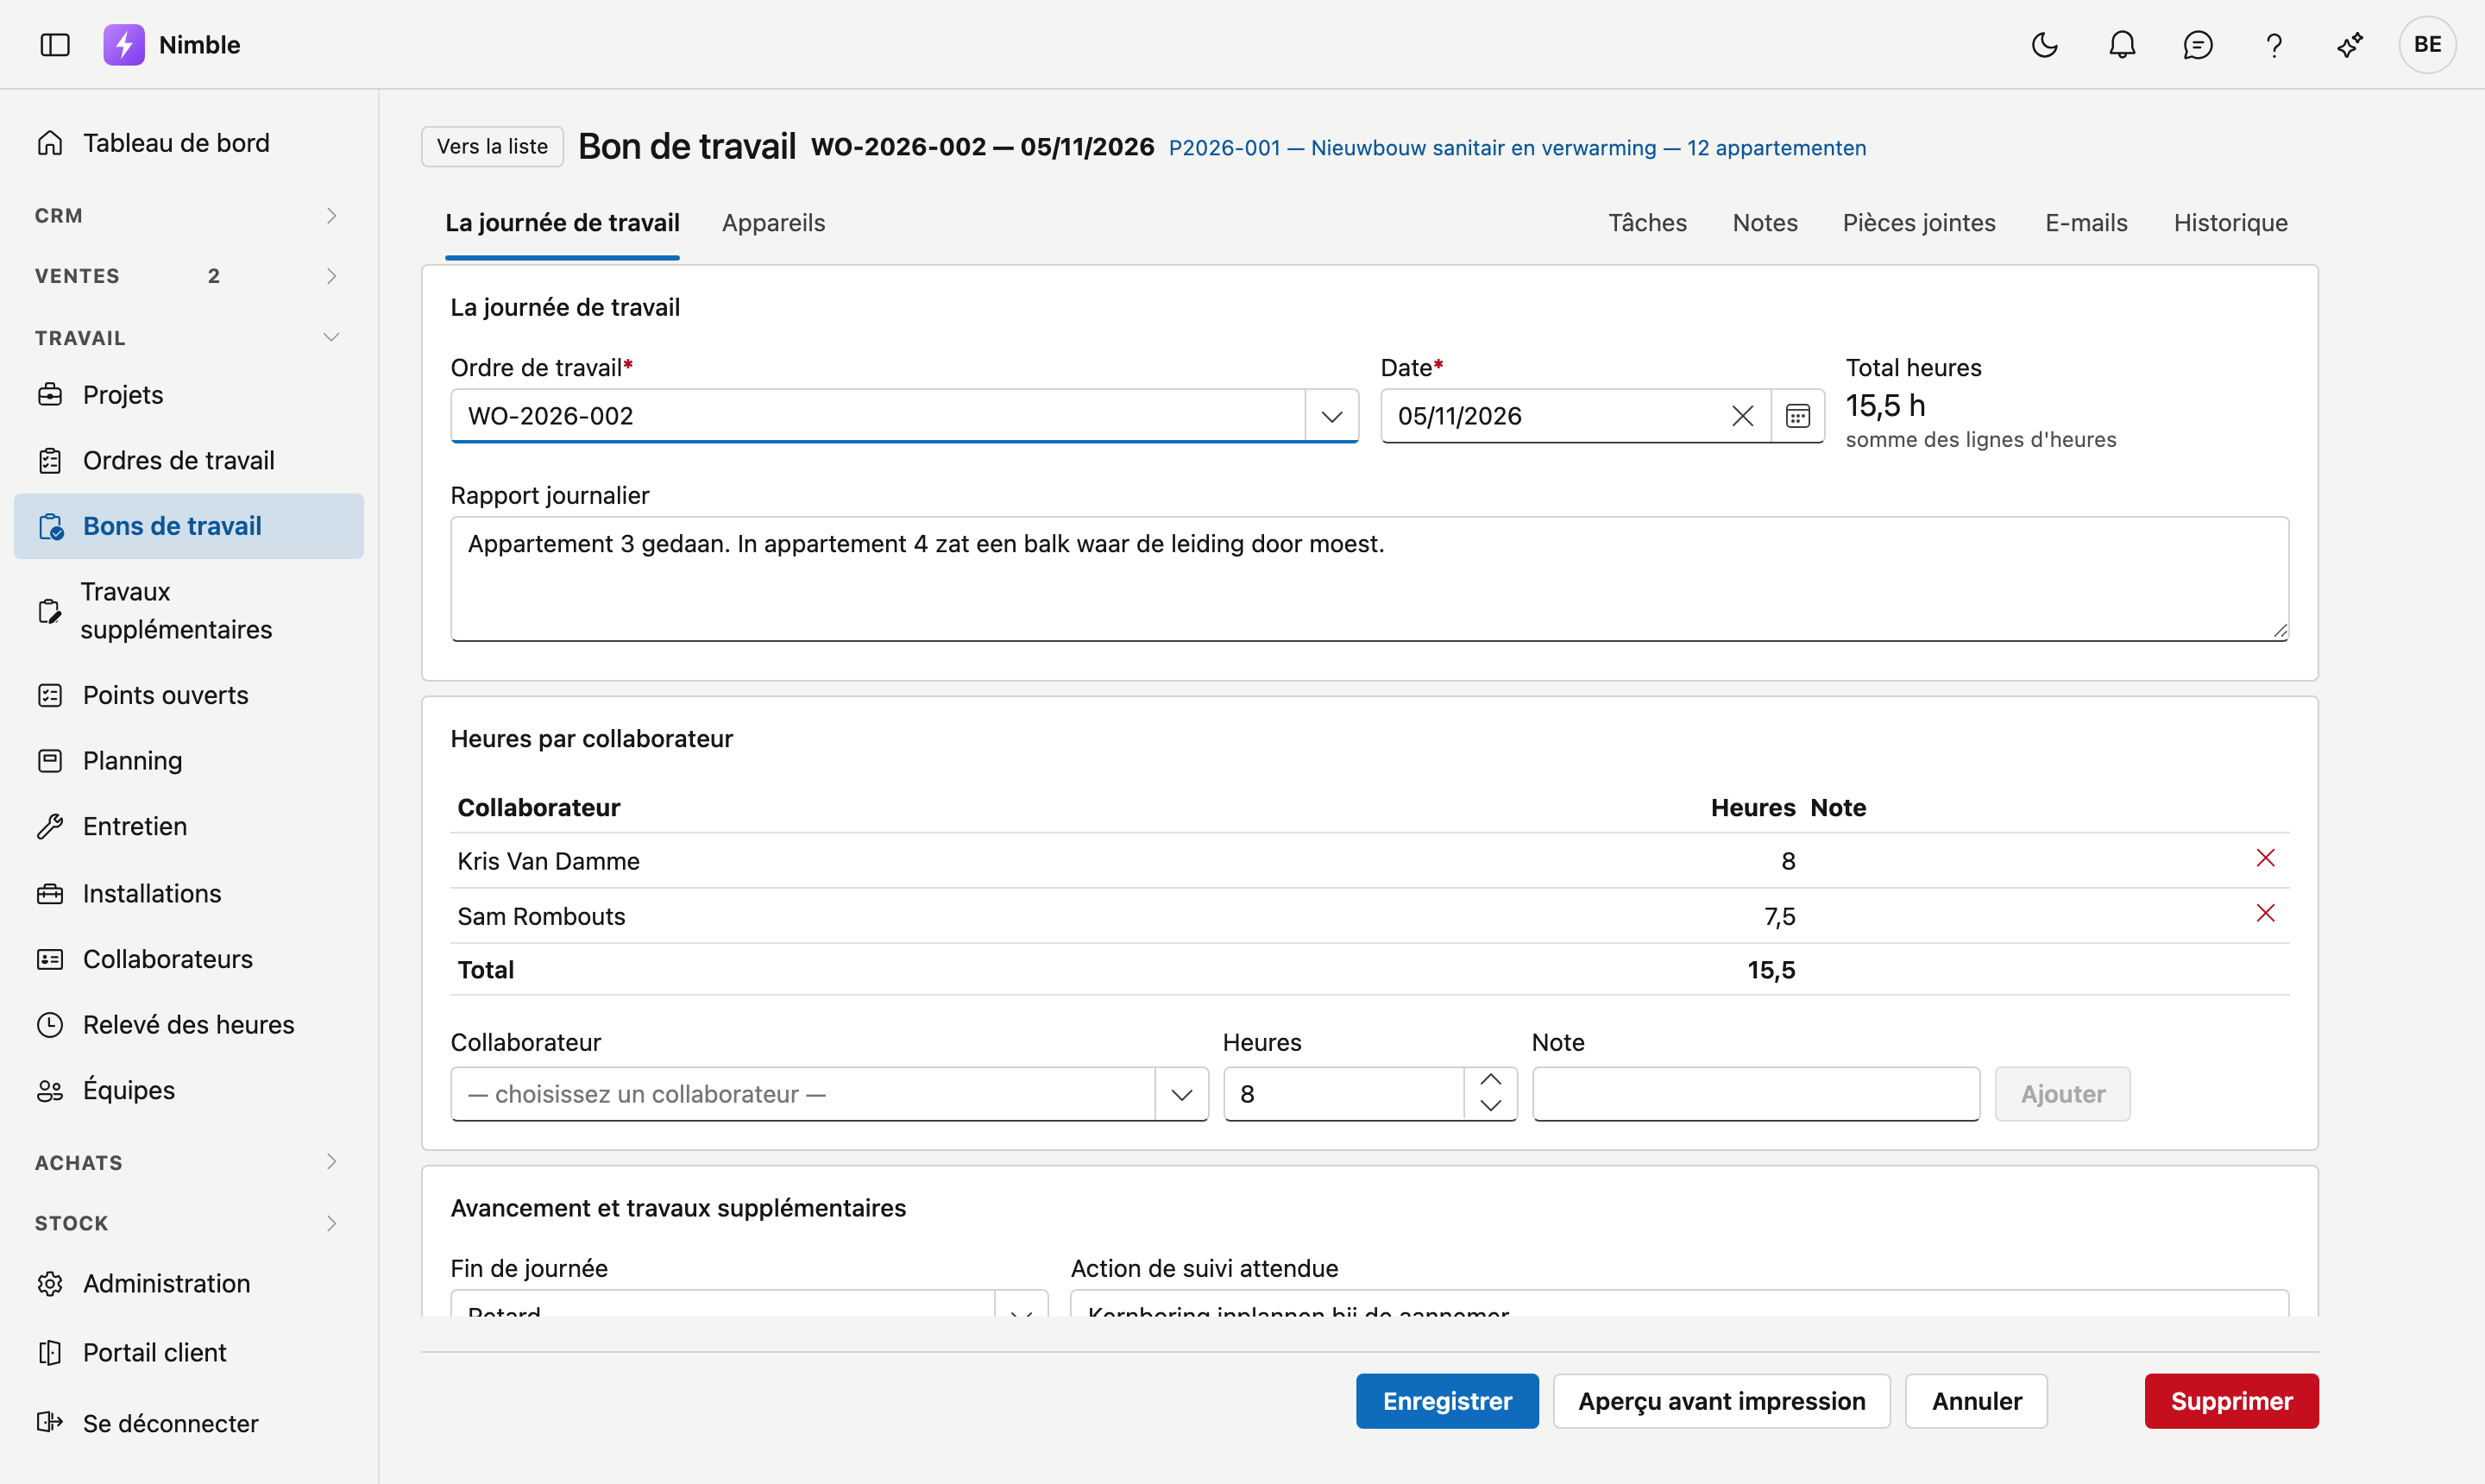 Nimble
BE
Tableau de bord
CRM
VENTES 2
TRAVAIL
Projets
Ordres de travail
Bons de travail
Travaux
supplémentaires
Points ouverts
Planning
Entretien
Installations
Collaborateurs
Relevé des heures
Équipes
ACHATS
STOCK
Administration
Portail client
Se déconnecter
Vers la liste Bon de travail WO-2026-002 — 05/11/2026 P2026-001 — Nieuwbouw sanitair en verwarming — 12 appartementen
La journée de travail Appareils Tâches Notes Pièces jointes E-mails Historique
La journée de travail
Ordre de travail* Date* Total heures
WO-2026-002 05/11/2026 15,5 h
somme des lignes d'heures
Rapport journalier
Appartement 3 gedaan. In appartement 4 zat een balk waar de leiding door moest.
Heures par collaborateur
Collaborateur Heures Note
Kris Van Damme 8
Sam Rombouts 7,5
Total 15,5
Collaborateur Heures Note
— choisissez un collaborateur — 8 Ajouter
Avancement et travaux supplémentaires
Fin de journée Action de suivi attendue
Retard Kernboring inplannen bij de aannemer
Enregistrer Aperçu avant impression Annuler Supprimer